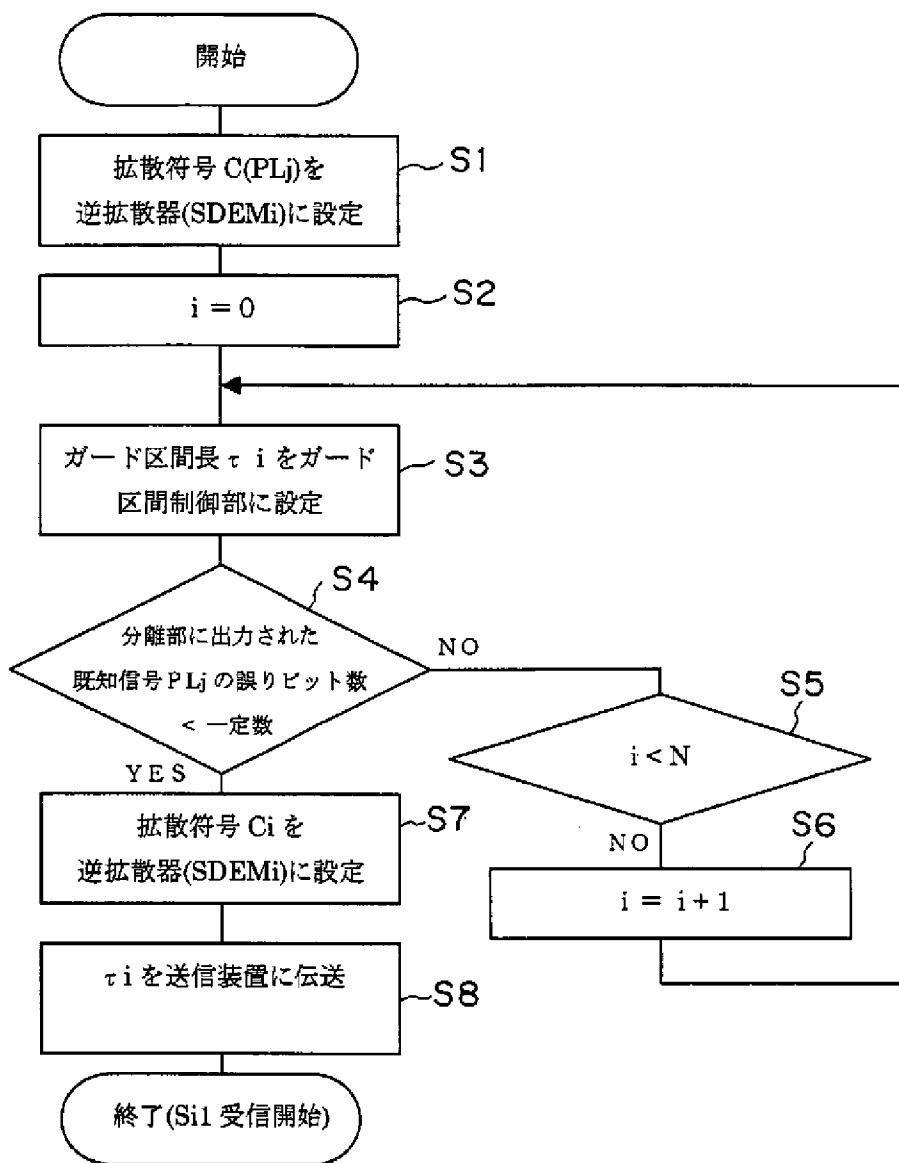 開始
拡散符号 C(PLj)を
逆拡散器(SDEMi)に設定
S1
i = 0
S2
ガード区間長 τ i をガード
区間制御部に設定
S3
S4
分離部に出力された
既知信号PLjの誤りビット数
< 一定数
NO
YES
S5
i < N
NO
S6
i = i + 1
拡散符号 Ci を
逆拡散器(SDEMi)に設定
S7
τ i を送信装置に伝送
S8
終了(Si1 受信開始)